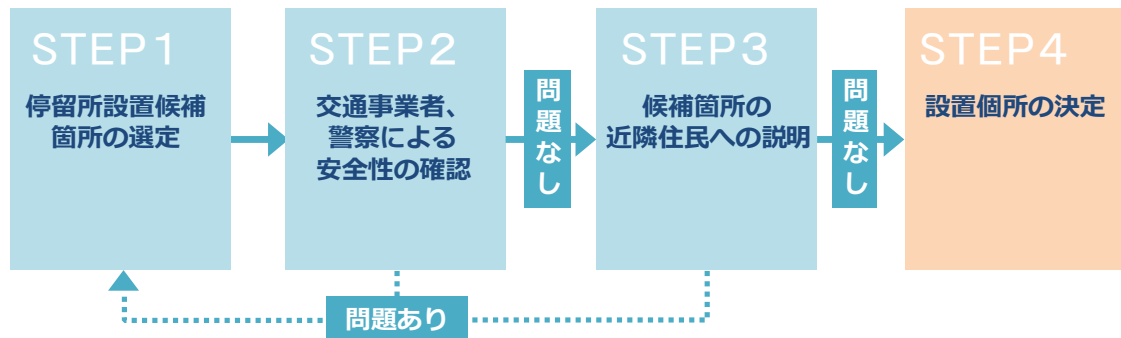 STEP1
停留所設置候補
箇所の選定
STEP2
交通事業者、
警察による
安全性の確認
問題なし
STEP3
候補箇所の
近隣住民への説明
問題なし
STEP4
設置個所の決定
問題あり